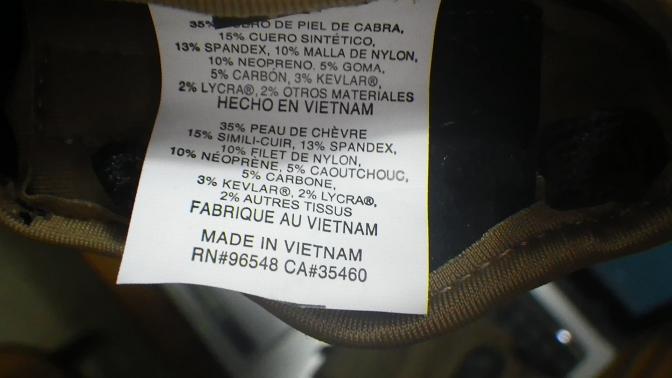 35% CUERO DE PIEL DE CABRA,
15% CUERO SINTÉTICO,
13% SPANDEX, 10% MALLA DE NYLON,
10% NEOPRENO, 5% GOMA,
5% CARBÓN, 3% KEVLAR®,
2% LYCRA®, 2% OTROS MATERIALES
HECHO EN VIETNAM
35% PEAU DE CHÈVRE
15% SIMILI-CUIR, 13% SPANDEX,
10% FILET DE NYLON,
10% NÉOPRÈNE, 5% CAOUTCHOUC,
5% CARBONE,
3% KEVLAR®, 2% LYCRA®,
2% AUTRES TISSUS
FABRIQUE AU VIETNAM
MADE IN VIETNAM
RN#96548 CA#35460